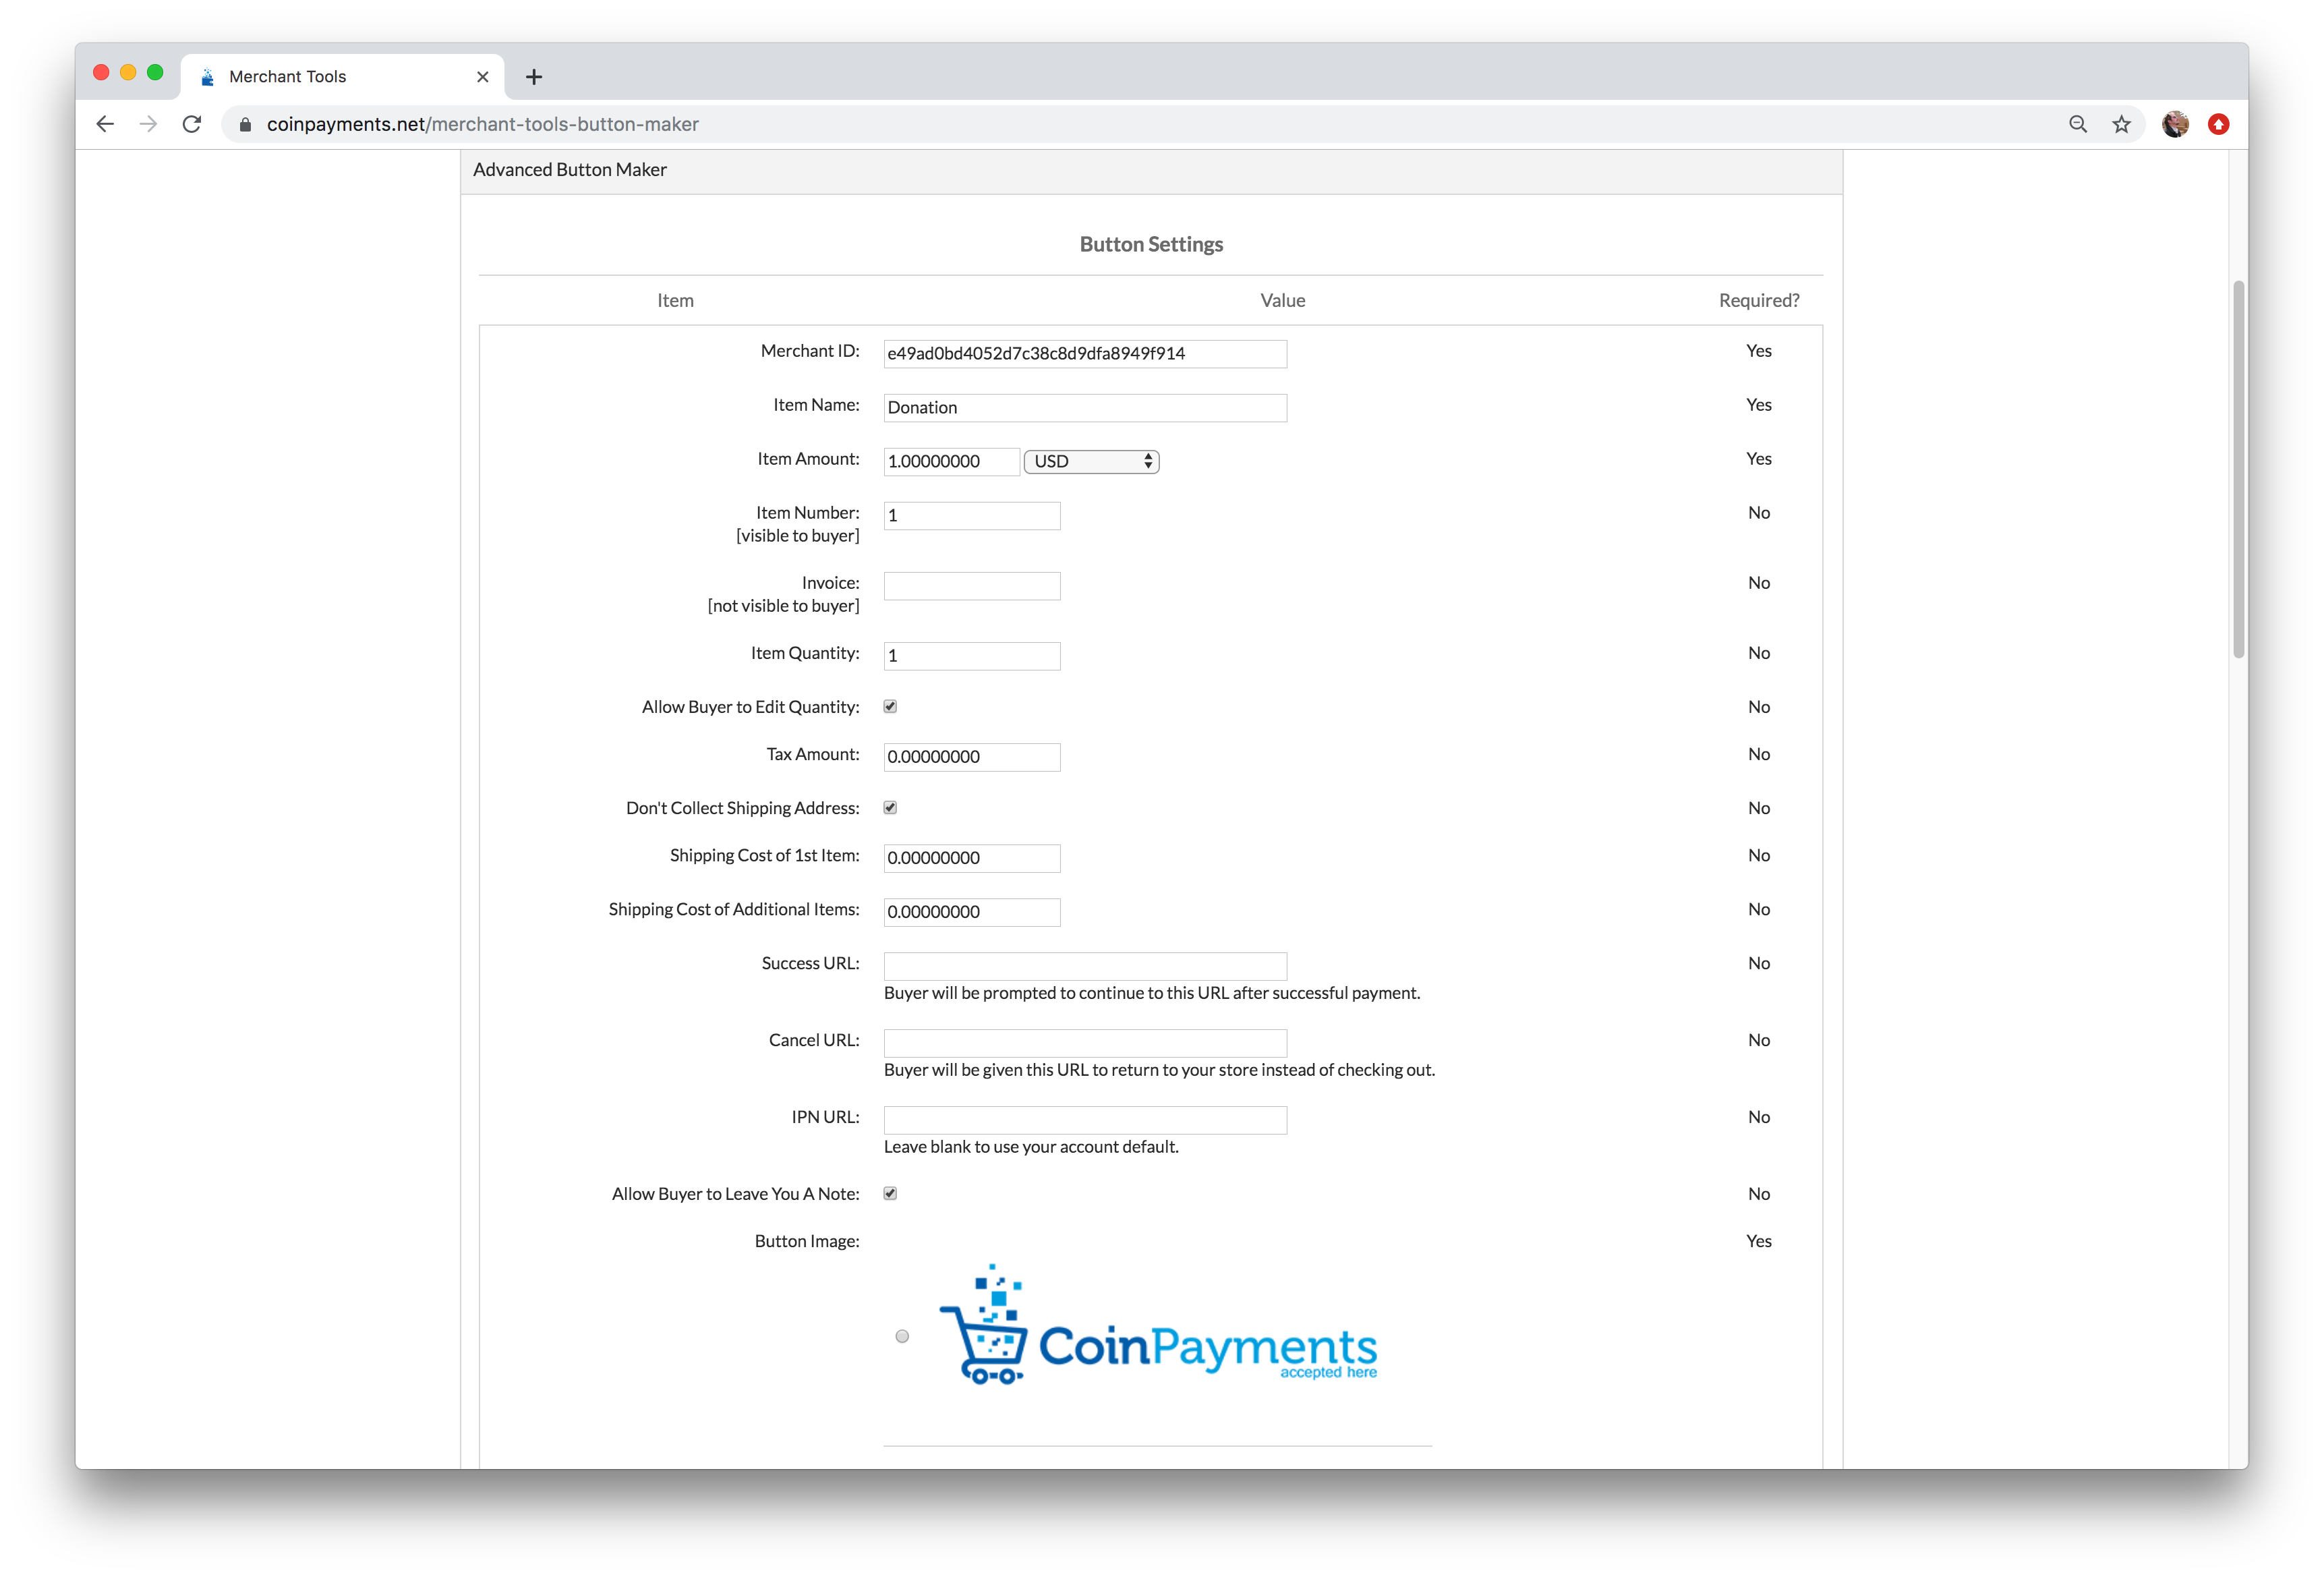 Merchant Tools
coinpayments.net/merchant-tools-button-maker
Advanced Button Maker
Button Settings
Item Value Required?
Merchant ID: e49ad0bd4052d7c38c8d9dfa8949f914 Yes
Item Name: Donation Yes
Item Amount: 1.00000000 USD Yes
Item Number: 1 No
[visible to buyer]
Invoice: No
[not visible to buyer]
Item Quantity: 1 No
Allow Buyer to Edit Quantity: No
Tax Amount: 0.00000000 No
Don't Collect Shipping Address: No
Shipping Cost of 1st Item: 0.00000000 No
Shipping Cost of Additional Items: 0.00000000 No
Success URL: No
Buyer will be prompted to continue to this URL after successful payment.
Cancel URL: No
Buyer will be given this URL to return to your store instead of checking out.
IPN URL: No
Leave blank to use your account default.
Allow Buyer to Leave You A Note: No
Button Image: Yes
CoinPayments
accepted here